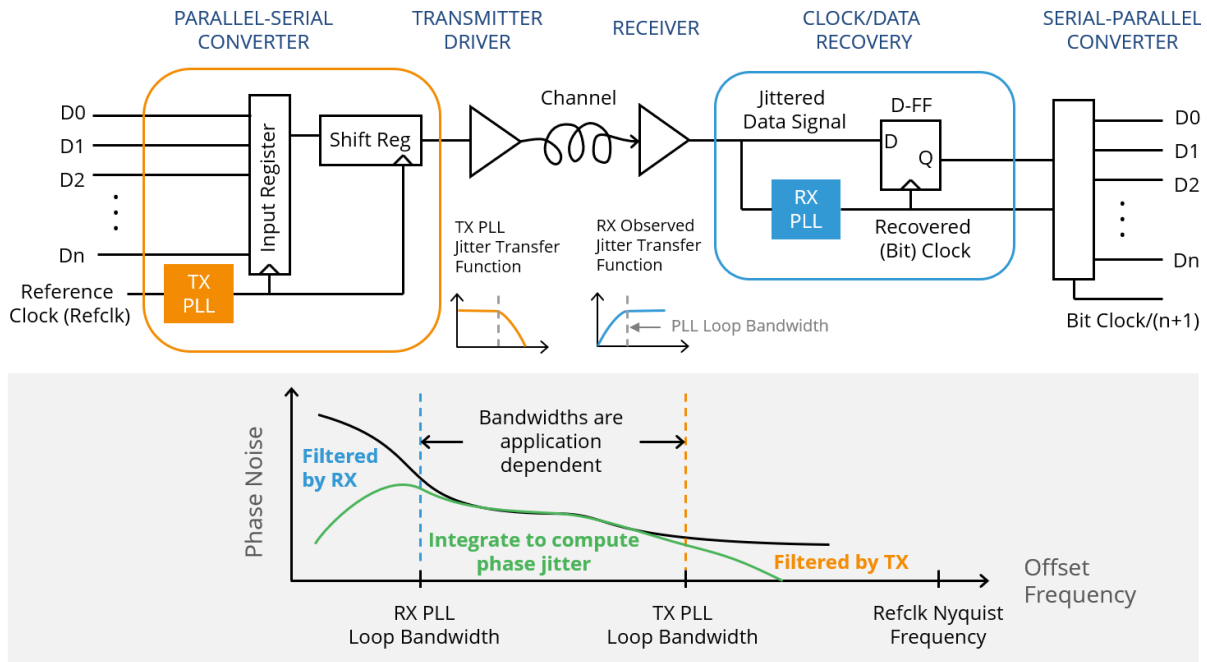 PARALLEL-SERIAL
CONVERTER
TRANSMITTER
DRIVER
RECEIVER
CLOCK/DATA
RECOVERY
SERIAL-PARALLEL
CONVERTER
D0
D1
D2
Dn
Reference
Clock (Refclk)
TX
PLL
Input Register
Shift Reg
Channel
Jittered
Data Signal
D-FF
D
Q
RX
PLL
Recovered
(Bit) Clock
D0
D1
D2
Dn
Bit Clock/(n+1)
TX PLL
Jitter Transfer
Function
RX Observed
Jitter Transfer
Function
PLL Loop Bandwidth
Phase Noise
Filtered
by RX
Bandwidths are
application
dependent
Integrate to compute
phase jitter
Filtered by TX
Offset
Frequency
RX PLL
Loop Bandwidth
TX PLL
Loop Bandwidth
Refclk Nyquist
Frequency